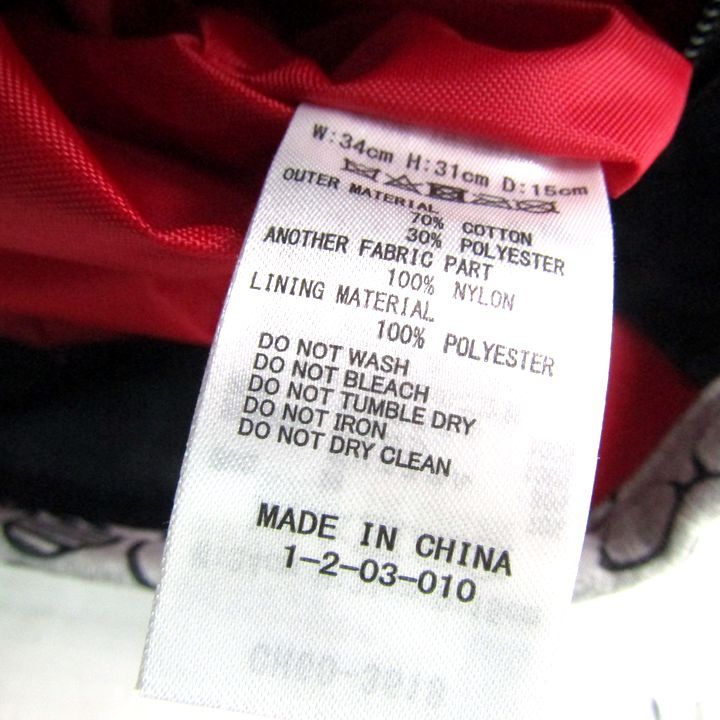 W:34cm H:31cm D:15cm
OUTER MATERIAL
70% COTTON
30% POLYESTER
ANOTHER FABRIC PART
100% NYLON
LINING MATERIAL
100% POLYESTER
DO NOT WASH
DO NOT BLEACH
DO NOT TUMBLE DRY
DO NOT IRON
DO NOT DRY CLEAN
MADE IN CHINA
1-2-03-010